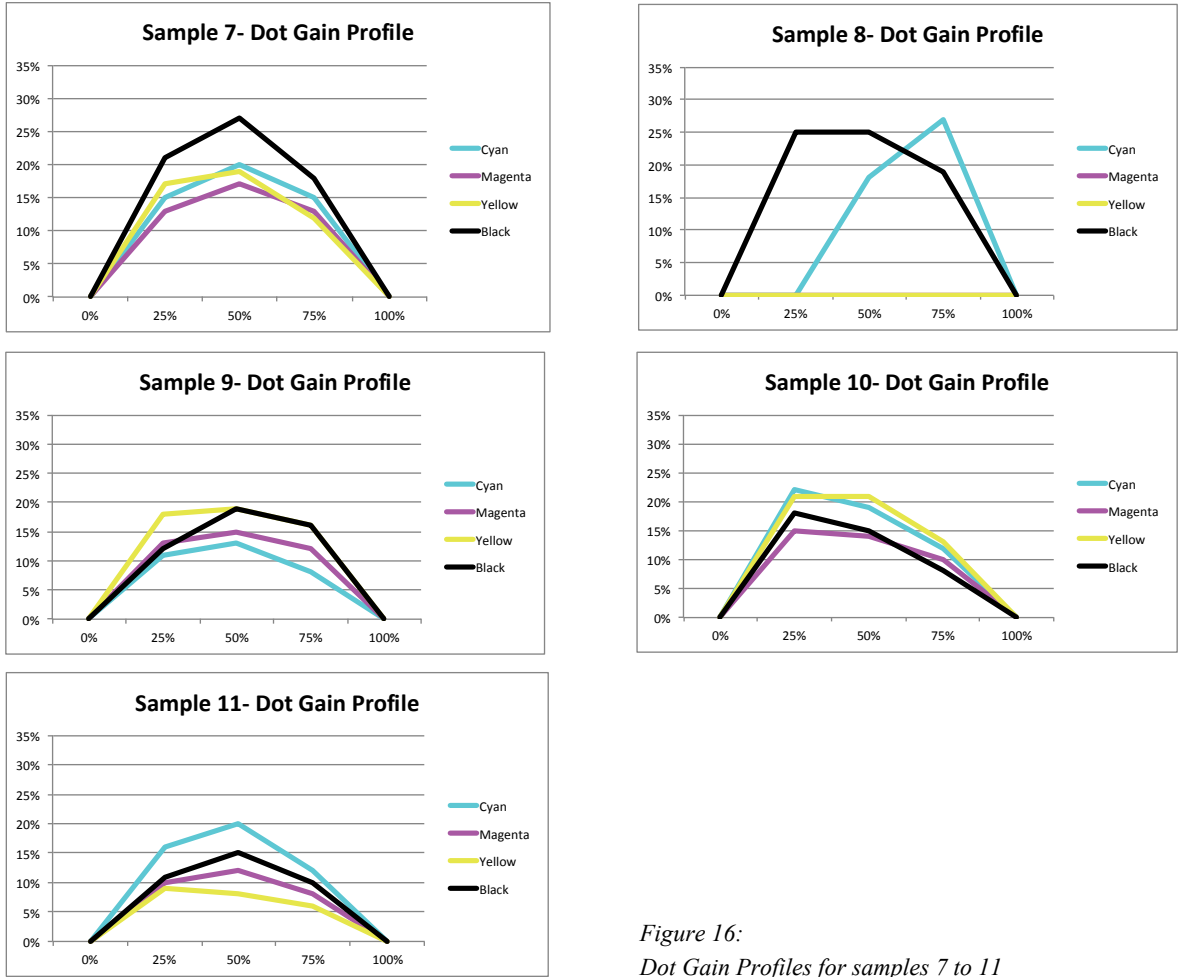 Sample 7- Dot Gain Profile
35%
30%
25%
20%
15%
10%
5%
0%
0% 25% 50% 75% 100%
Cyan
Magenta
Yellow
Black
Sample 8- Dot Gain Profile
35%
30%
25%
20%
15%
10%
5%
0%
0% 25% 50% 75% 100%
Cyan
Magenta
Yellow
Black
Sample 9- Dot Gain Profile
35%
30%
25%
20%
15%
10%
5%
0%
0% 25% 50% 75% 100%
Cyan
Magenta
Yellow
Black
Sample 10- Dot Gain Profile
35%
30%
25%
20%
15%
10%
5%
0%
0% 25% 50% 75% 100%
Cyan
Magenta
Yellow
Black
Sample 11- Dot Gain Profile
35%
30%
25%
20%
15%
10%
5%
0%
0% 25% 50% 75% 100%
Cyan
Magenta
Yellow
Black
Figure 16:
Dot Gain Profiles for samples 7 to 11